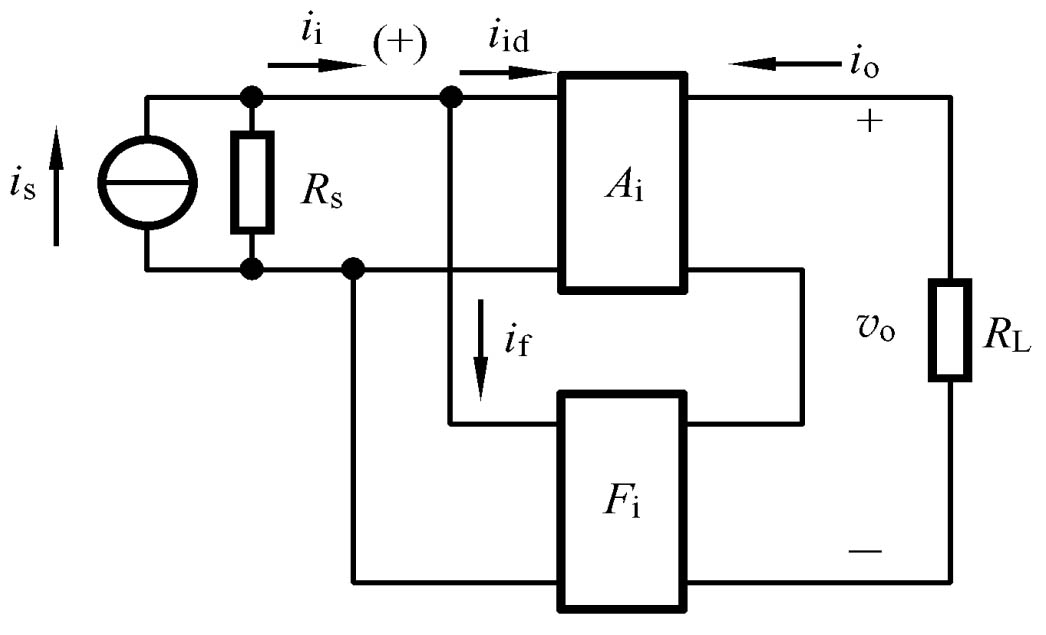 i_i (+) i_id i_o
+
i_s R_s A_i
i_f v_o R_L
F_i
—